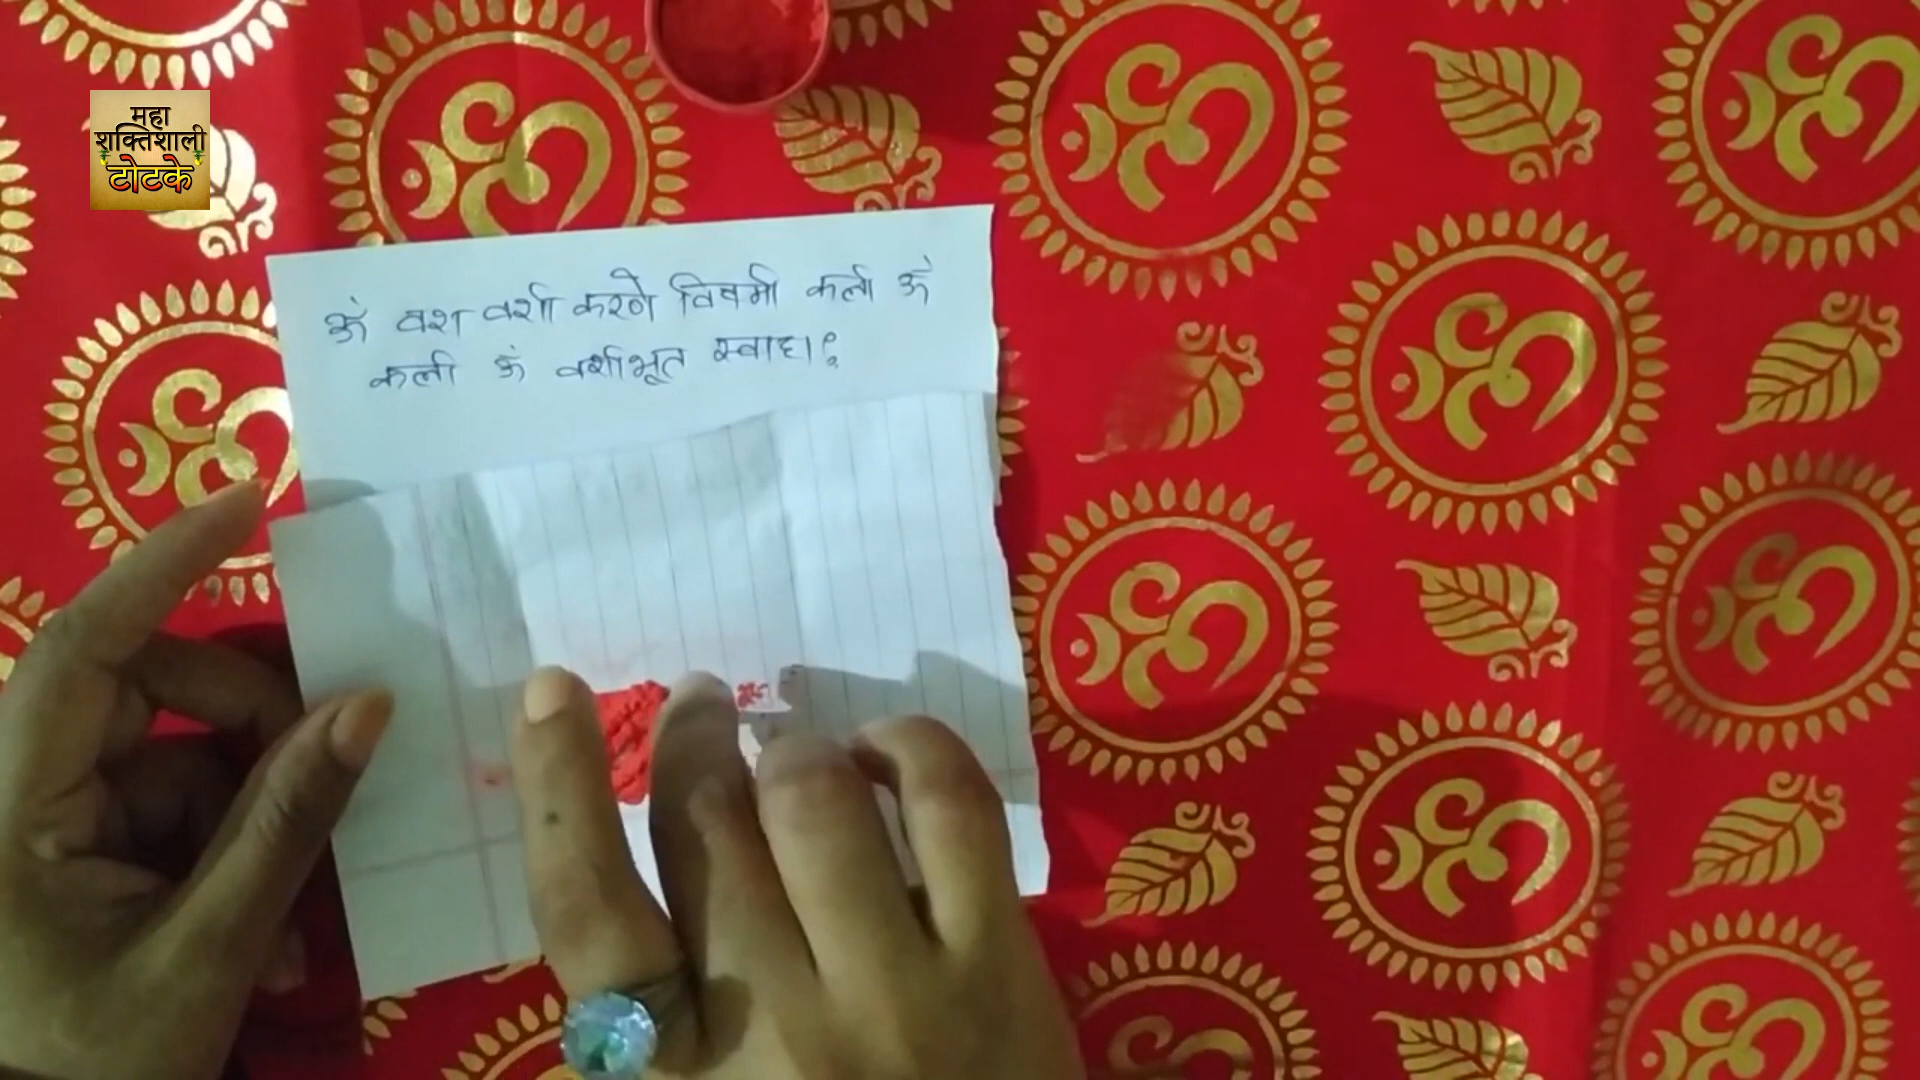 महा
शक्तिशाली
टोटके
ॐ वश वशी करणे विषमी कली ॐ
कली ॐ वशीभूत स्वाहा: